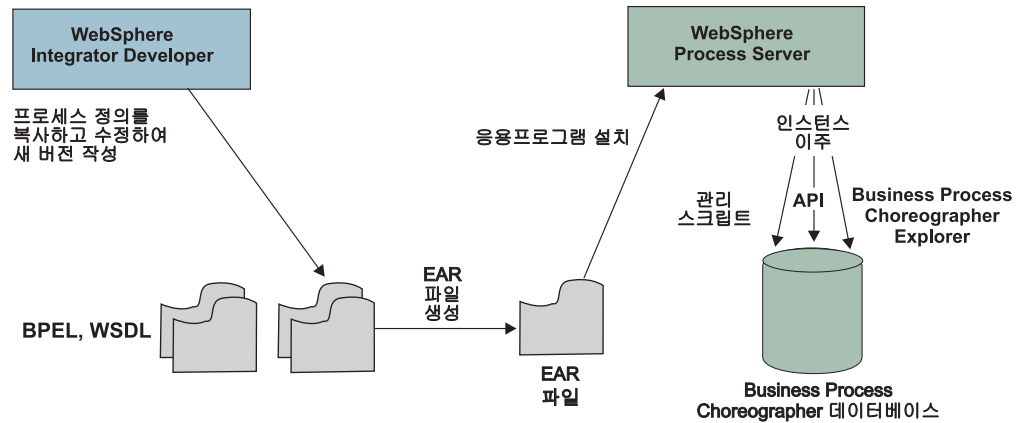 WebSphere
Integrator Developer
WebSphere
Process Server
프로세스 정의를
복사하고 수정하여
새 버전 작성
응용프로그램 설치
인스턴스
이주
관리
스크립트
API
Business Process
Choreographer
Explorer
BPEL, WSDL
EAR
파일
생성
EAR
파일
Business Process
Choreographer 데이터베이스